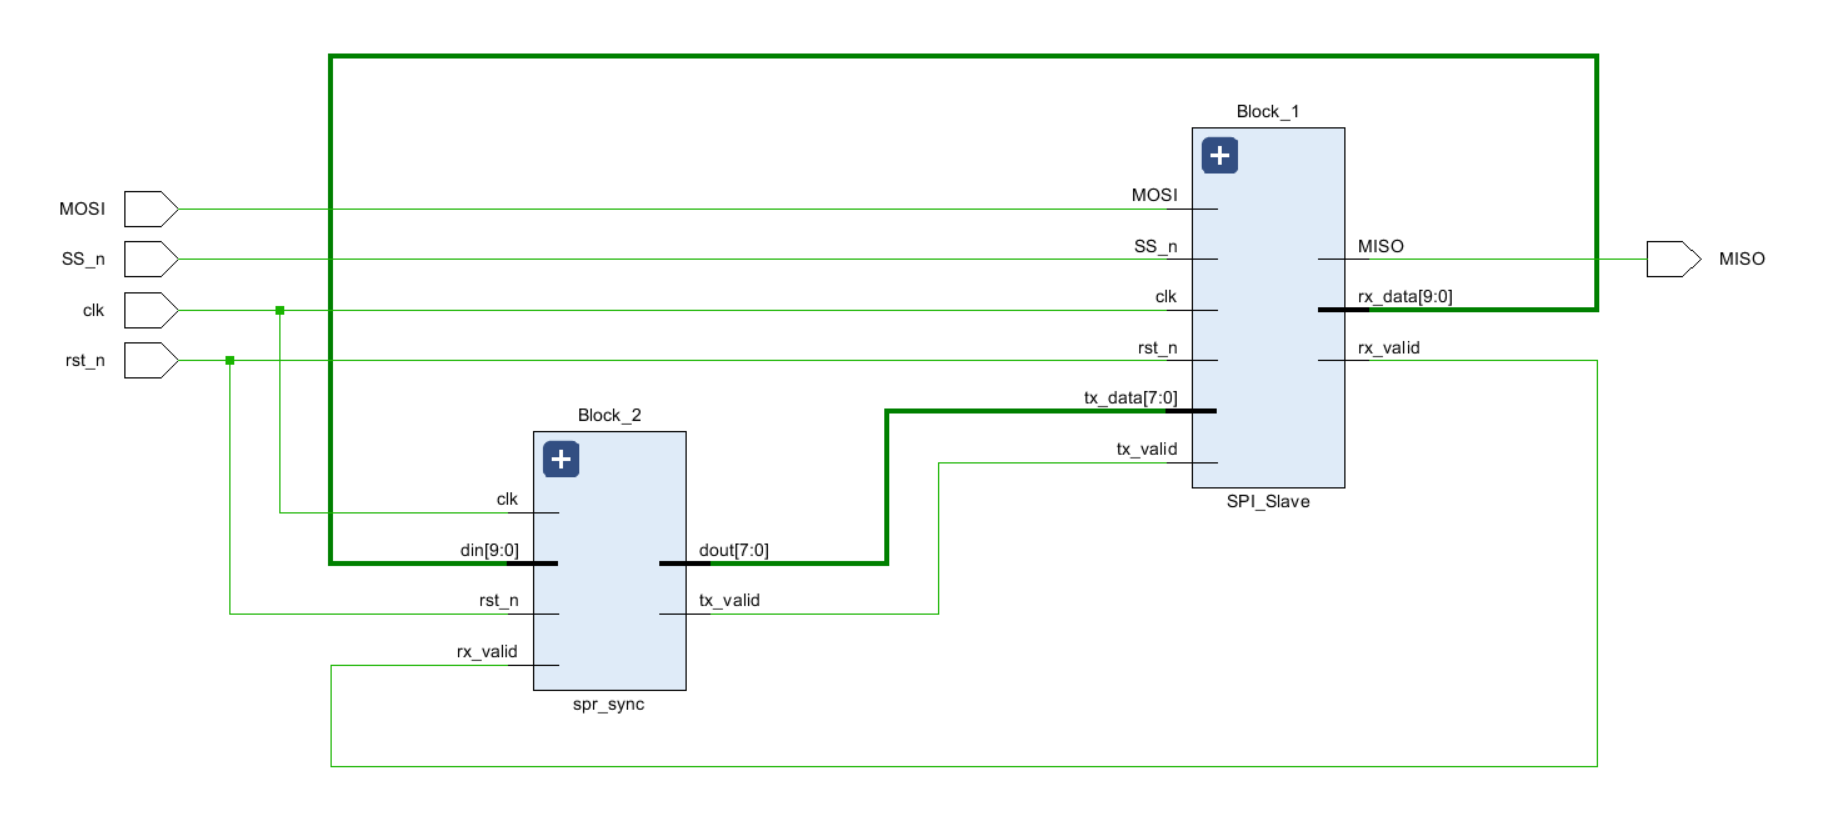 Block_1
MOSI
MOSI
SS_n
SS_n
MISO
MISO
clk
clk
rx_data[9:0]
rst_n
rst_n
rx_valid
tx_data[7:0]
Block_2
tx_valid
clk
SPI_Slave
din[9:0]
dout[7:0]
rst_n
tx_valid
rx_valid
spr_sync